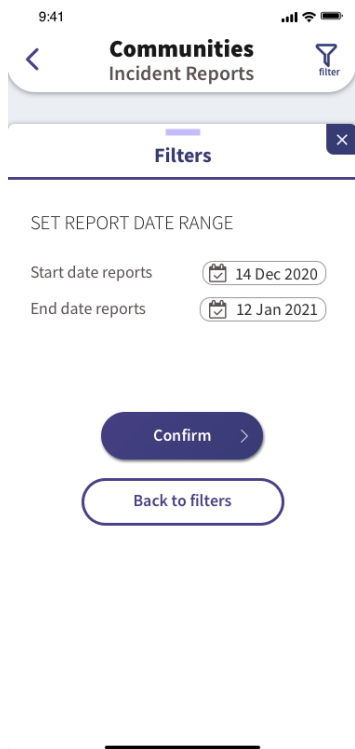 9:41
Communities
Incident Reports
filter
Filters
SET REPORT DATE RANGE
Start date reports 14 Dec 2020
End date reports 12 Jan 2021
Confirm
Back to filters